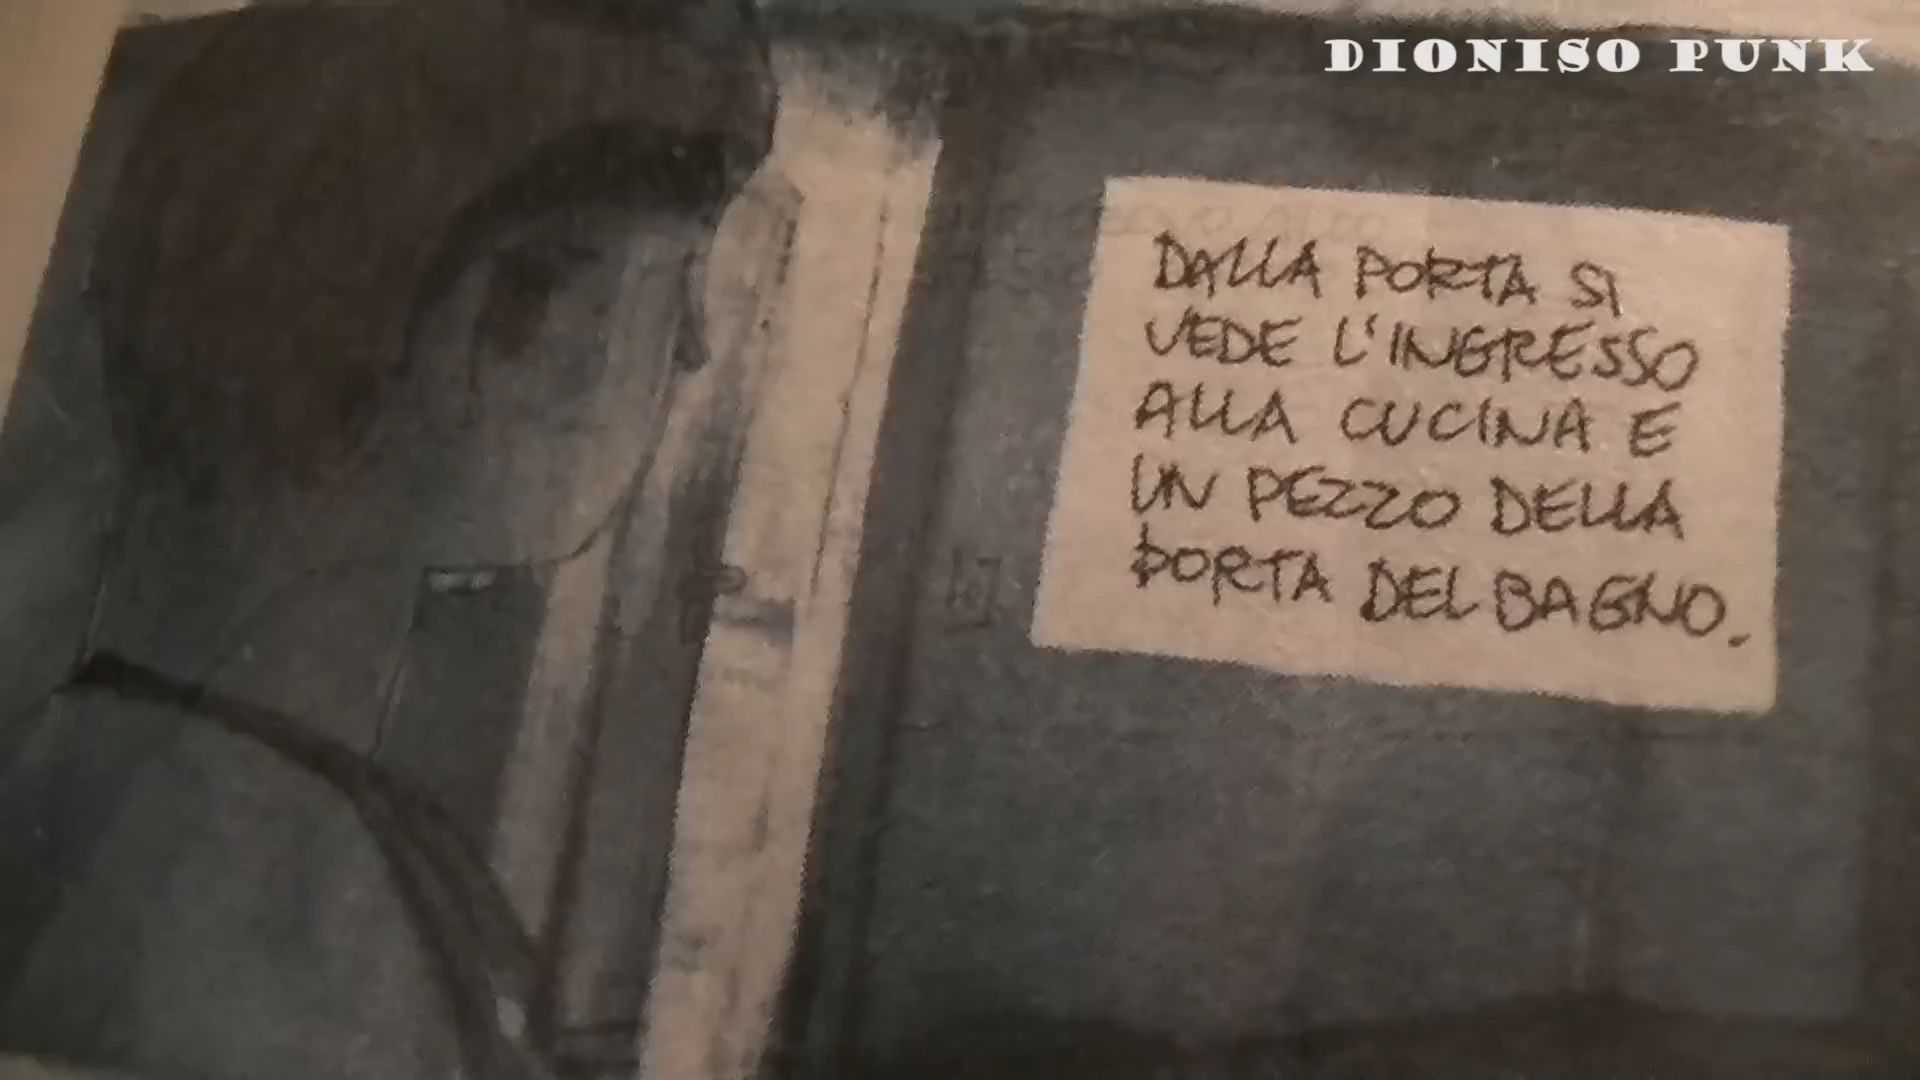 DIONISO PUNK
DALLA PORTA SI
VEDE L'INGRESSO
ALLA CUCINA E
UN PEZZO DELLA
PORTA DEL BAGNO.